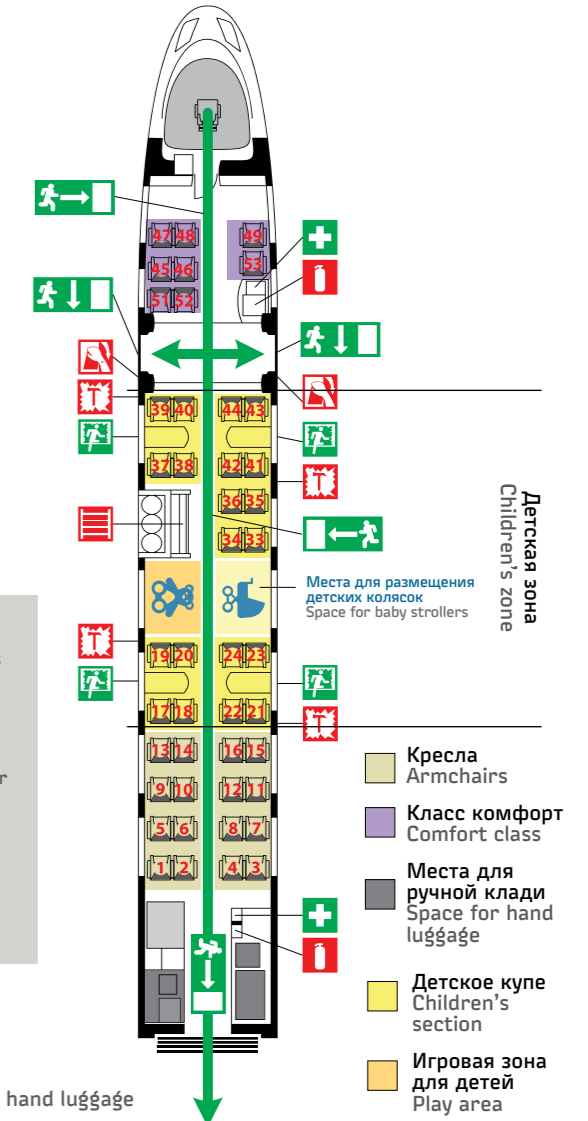 47 48 49
45 46 53
51 52
39 40 44 43
37 38 42 41
36 35
34 33
Места для размещения
детских колясок
Space for baby strollers
Детская зона
Children's zone
19 20 24 23
17 18 22 21
13 14 16 15
9 10 12 11
5 6 8 7
1 2 4 3
T
T
T
T
s
r
hand luggage
Кресла
Armchairs
Класс комфорт
Comfort class
Места для
ручной клади
Space for hand
luggage
Детское купе
Children's
section
Игровая зона
для детей
Play area